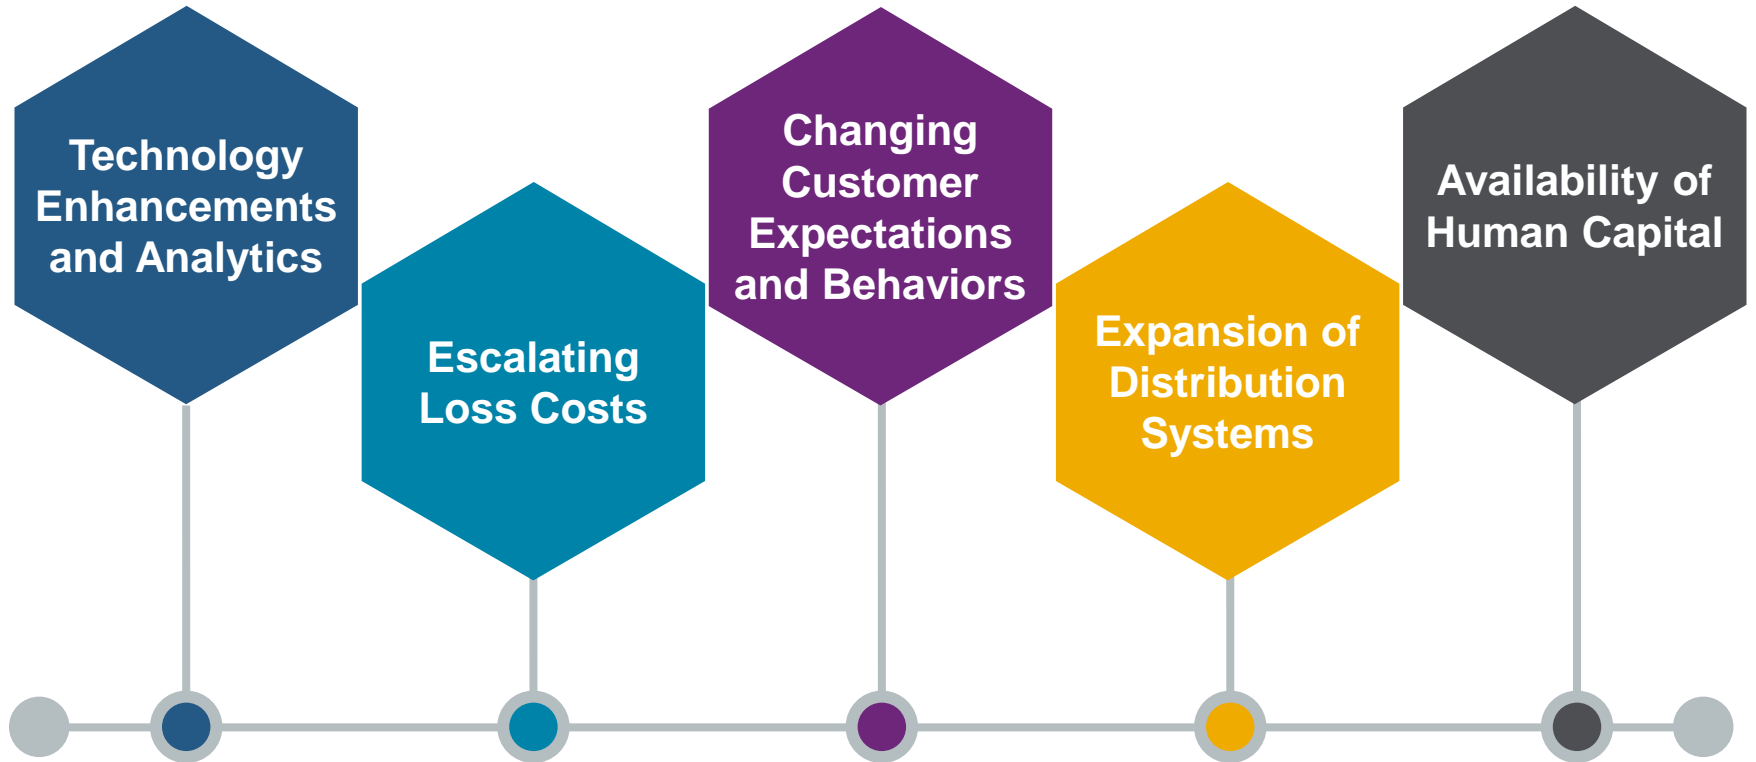 Technology
Enhancements
and Analytics
Escalating
Loss Costs
Changing
Customer
Expectations
and Behaviors
Expansion of
Distribution
Systems
Availability of
Human Capital